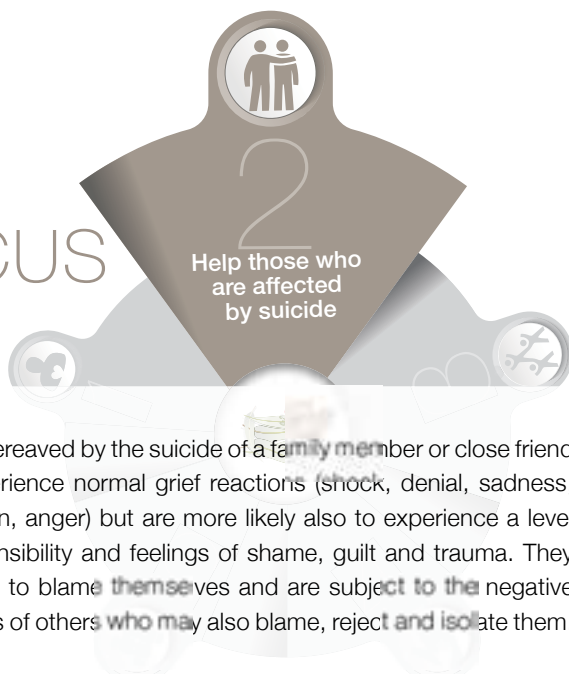 2
CUS
Help those who
are affected
by suicide
ereaved by the suicide of a family member or close friend
rience normal grief reactions (shock, denial, sadness
n, anger) but are more likely also to experience a leve
nsibility and feelings of shame, guilt and trauma. They
to blame themselves and are subject to the negative
s of others who may also blame, reject and isolate them